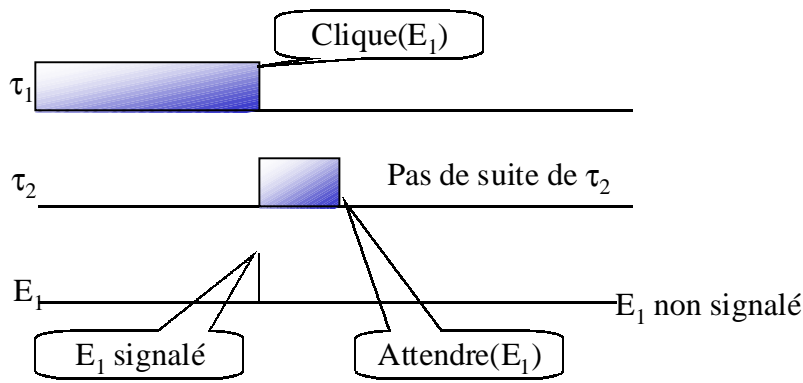 Clique(E₁)
τ₁
τ₂
Pas de suite de τ₂
E₁
E₁ non signalé
E₁ signalé
Attendre(E₁)